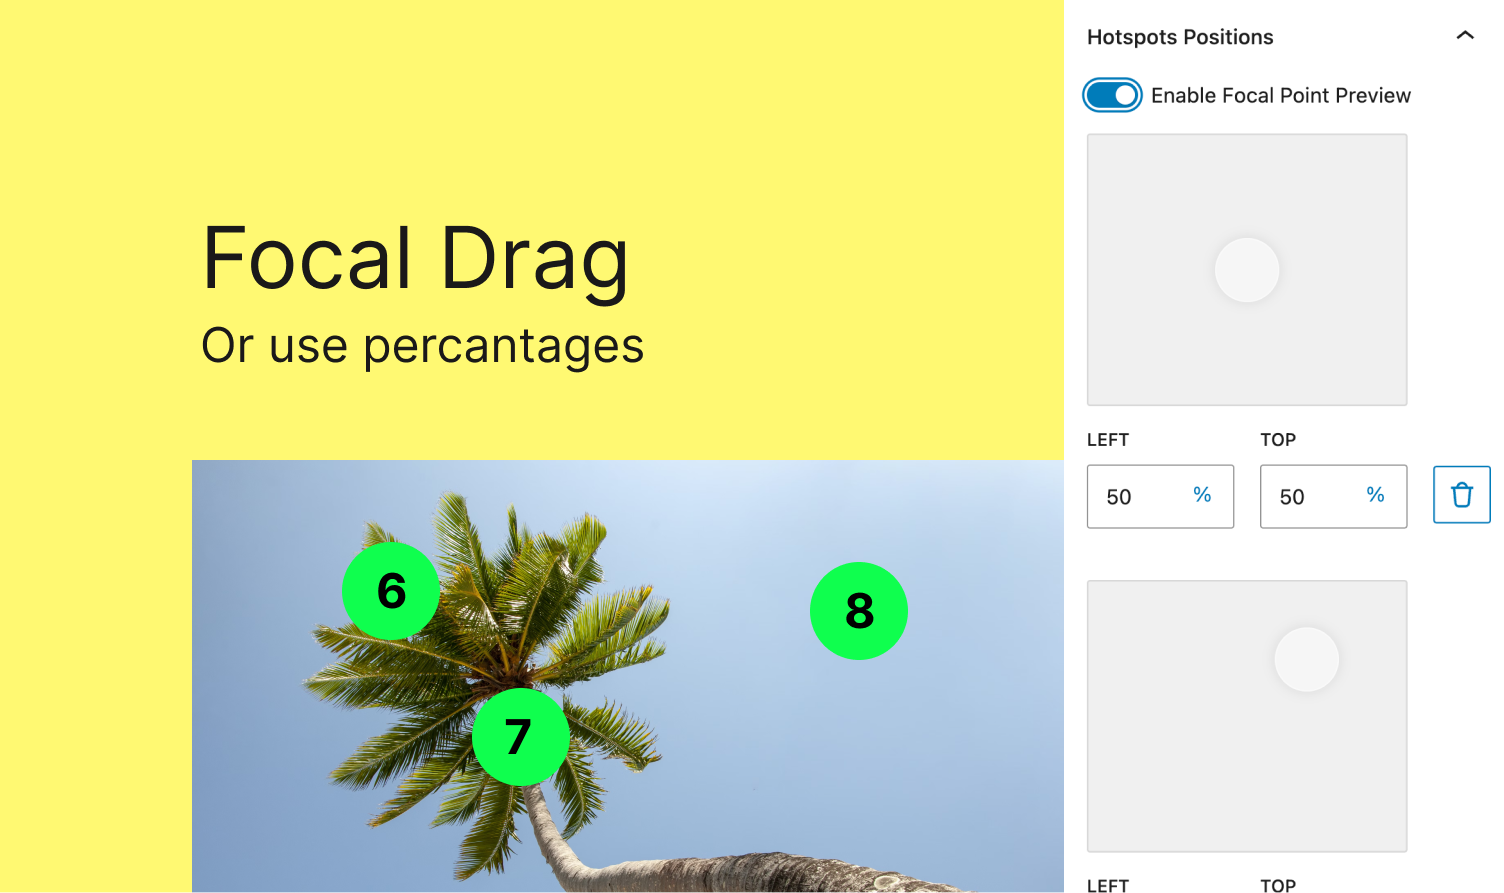 Focal Drag
Or use percantages
6
8
7
Hotspots Positions
Enable Focal Point Preview
LEFT TOP
50 % 50 %
LEFT TOP